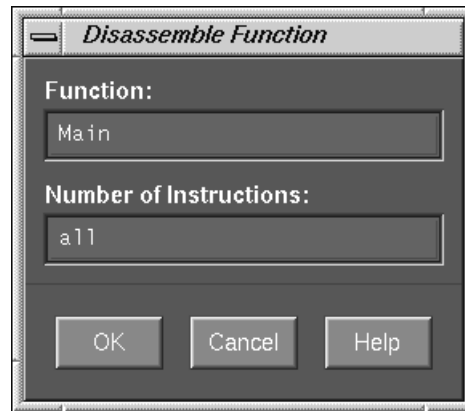 Disassemble Function
Function:
Main
Number of Instructions:
all
OK Cancel Help